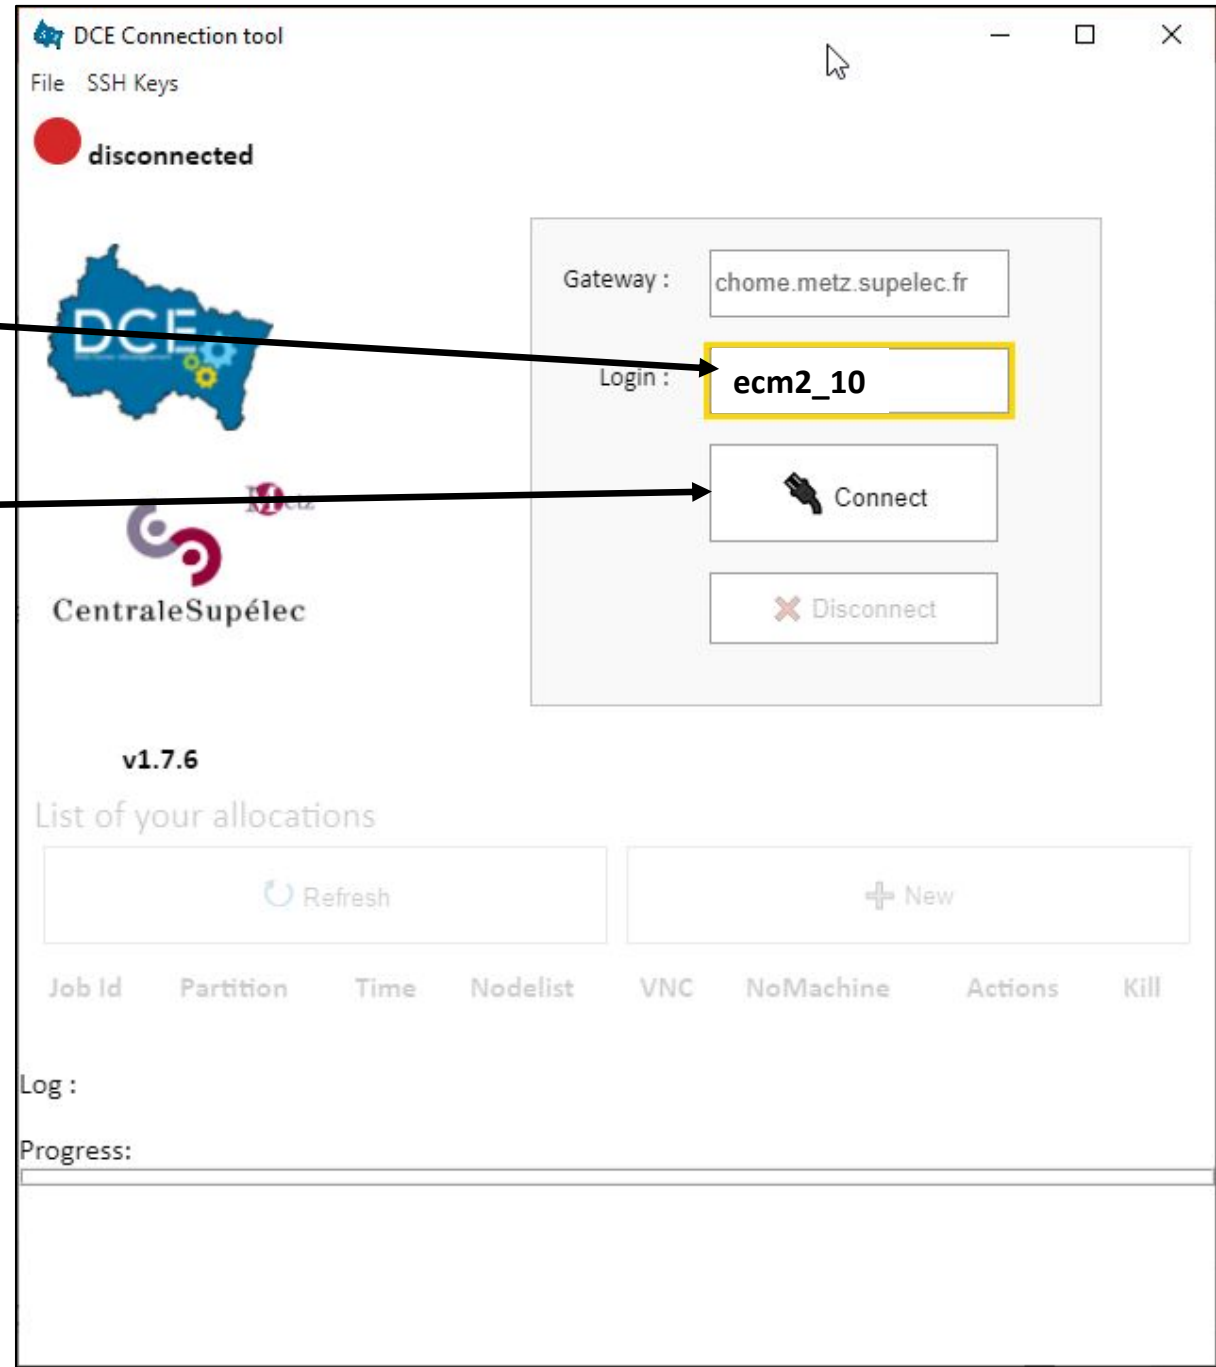 DCE Connection tool
File SSH Keys
disconnected
Gateway : chome.metz.supelec.fr
DCE
Login : ecm2_10
Connect
Metz
CentraleSupélec
Disconnect
v1.7.6
List of your allocations
Refresh New
Job Id Partition Time Nodelist VNC NoMachine Actions Kill
Log :
Progress: